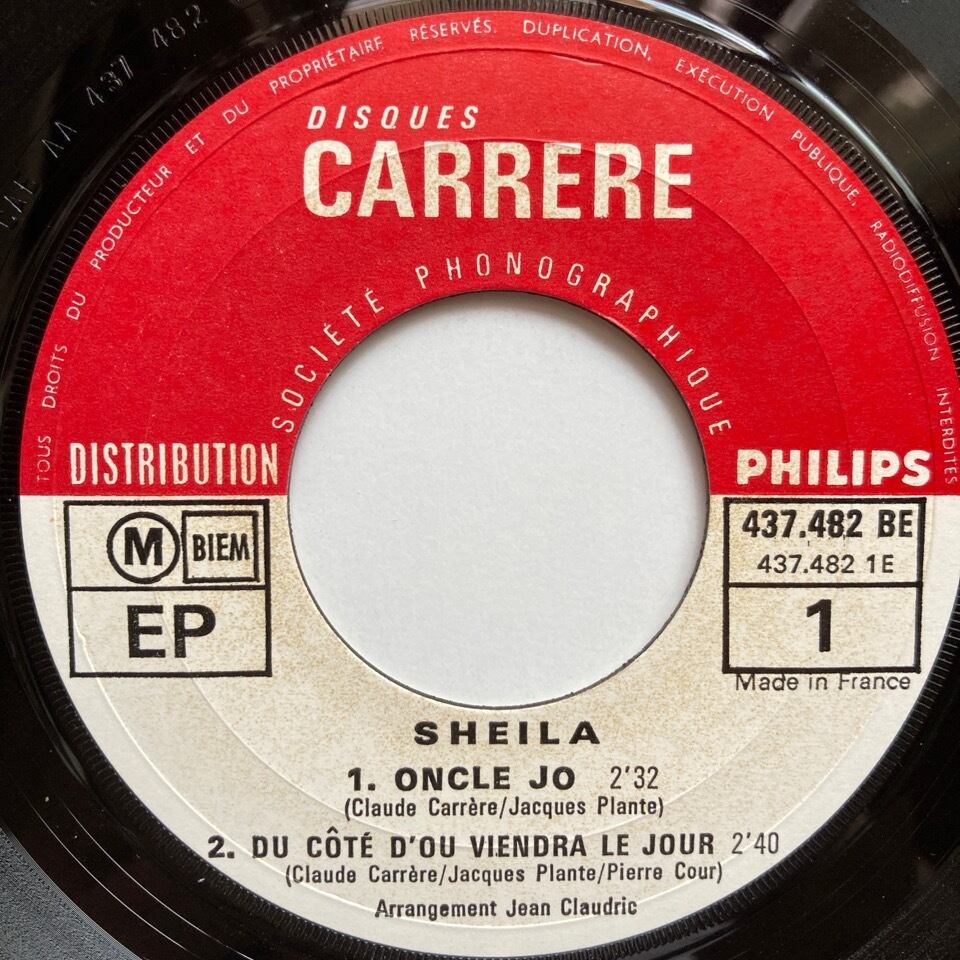 TOUS DROITS DU PRODUCTEUR ET DU PROPRIÉTAIRE RÉSERVÉS. DUPLICATION, EXÉCUTION PUBLIQUE, RADIODIFFUSION INTERDITES
DISQUES
CARRERE
SOCIÉTÉ PHONOGRAPHIQUE
DISTRIBUTION PHILIPS
M BIEM
EP
437.482 BE
437.482 1E
1
Made in France
SHEILA
1. ONCLE JO 2'32
(Claude Carrère/Jacques Plante)
2. DU CÔTÉ D'OU VIENDRA LE JOUR 2'40
(Claude Carrère/Jacques Plante/Pierre Cour)
Arrangement Jean Claudric
AA 437 482